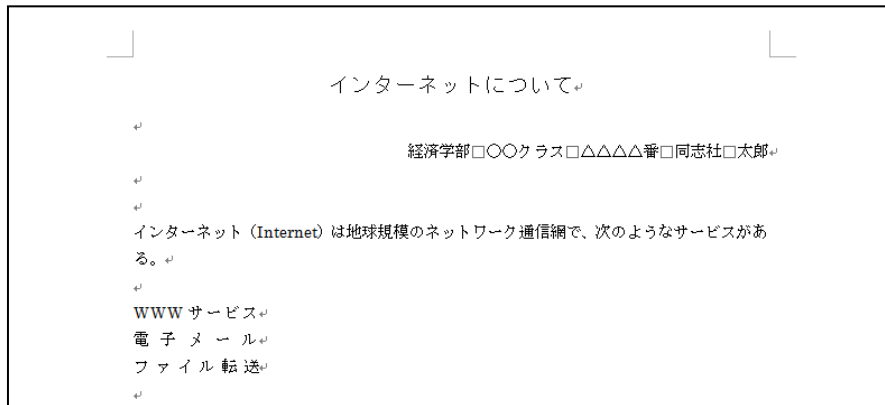 インターネットについて↵
↵
経済学部□〇〇クラス□△△△△番□同志社□太郎↵
↵
↵
インターネット（Internet）は地球規模のネットワーク通信網で、次のようなサービスがあ
る。↵
↵
WWW サービス↵
電 子 メ ー ル↵
フ ァ イ ル 転 送↵
↵